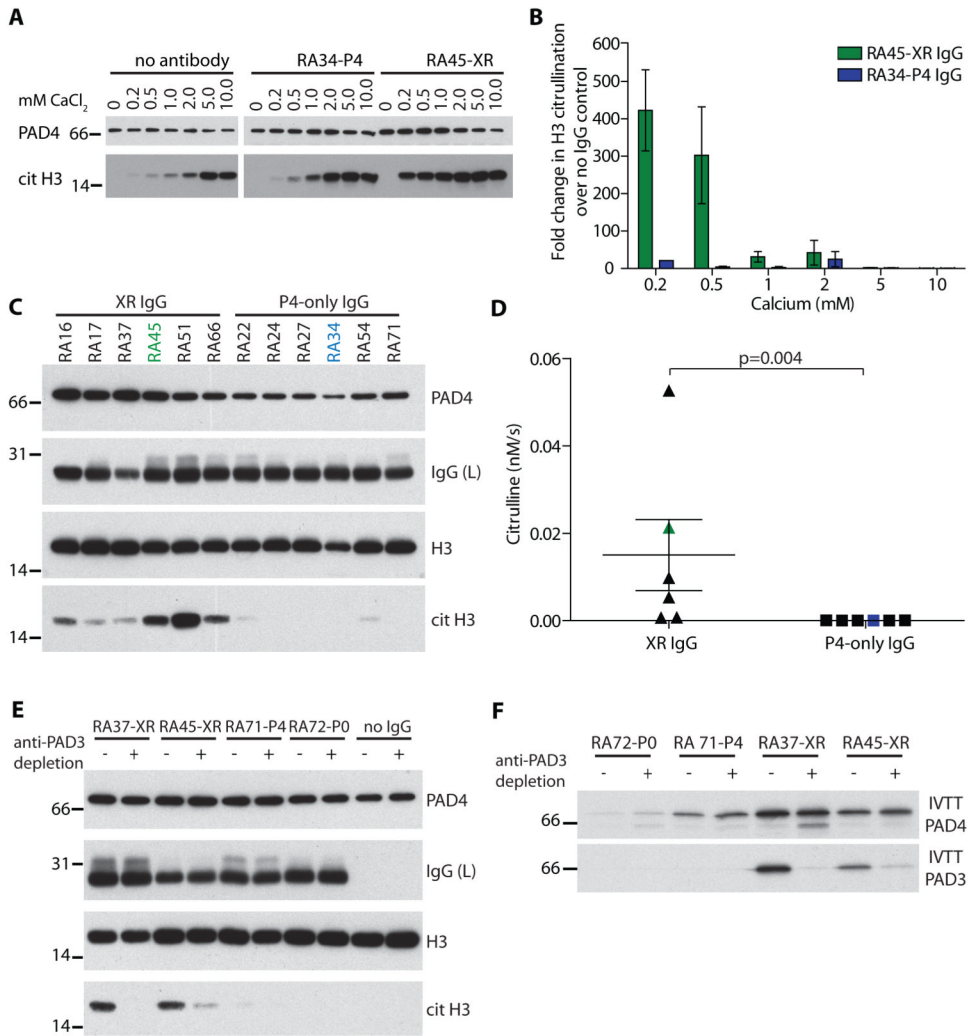 A
no antibody RA34-P4 RA45-XR
mM CaCl2 0 0.2 0.5 1.0 2.0 5.0 10.0 0 0.2 0.5 1.0 2.0 5.0 10.0 0 0.2 0.5 1.0 2.0 5.0 10.0
PAD4 66
cit H3 14
B
Fold change in H3 citrullination
over no IgG control
600
500
400
300
200
100
0
RA45-XR IgG
RA34-P4 IgG
0.2 0.5 1 2 5 10
Calcium (mM)
C
XR IgG P4-only IgG
RA16 RA17 RA37 RA45 RA51 RA66 RA22 RA24 RA27 RA34 RA54 RA71
66 PAD4
31 IgG (L)
H3
14
cit H3
14
D
Citrulline (nM/s)
0.06
0.04
0.02
0.00
p=0.004
XR IgG P4-only IgG
E
RA37-XR RA45-XR RA71-P4 RA72-P0 no IgG
anti-PAD3
depletion - + - + - + - + - +
66 PAD4
31 IgG (L)
H3
14
cit H3
14
F
RA72-P0 RA 71-P4 RA37-XR RA45-XR
anti-PAD3
depletion - + - + - + - +
66 IVTT
PAD4
66 IVTT
PAD3